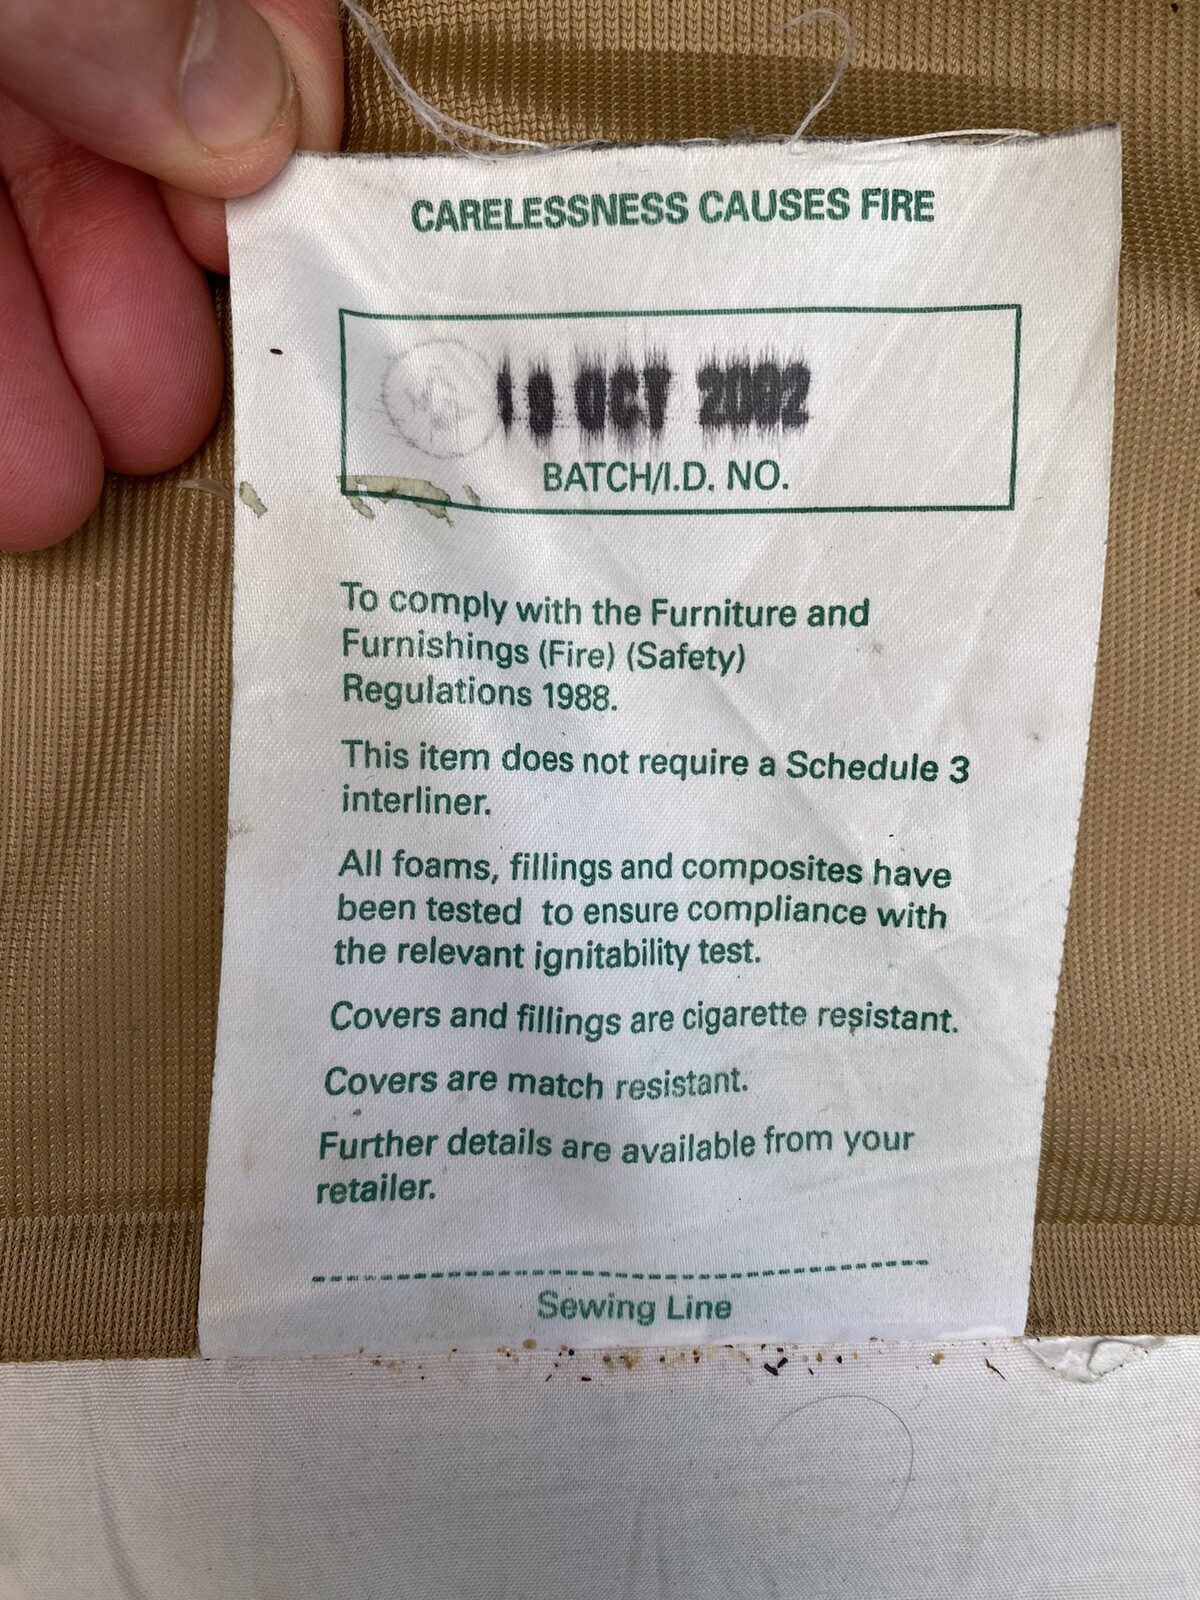 CARELESSNESS CAUSES FIRE
OCT 2002
BATCH/I.D. NO.
To comply with the Furniture and
Furnishings (Fire) (Safety)
Regulations 1988.
This item does not require a Schedule 3
interliner.
All foams, fillings and composites have
been tested to ensure compliance with
the relevant ignitability test.
Covers and fillings are cigarette resistant.
Covers are match resistant.
Further details are available from your
retailer.
Sewing Line